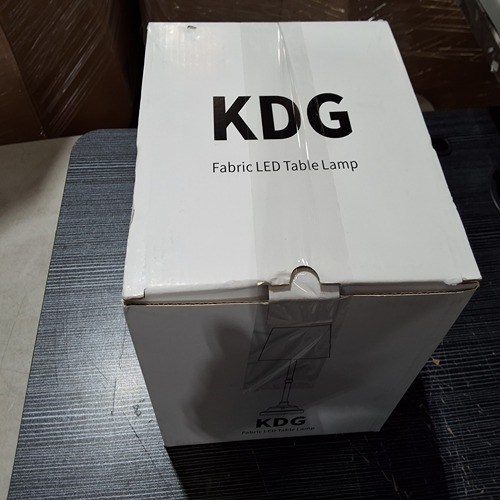 KDG
Fabric LED Table Lamp
KDG
Fabric LED Table Lamp